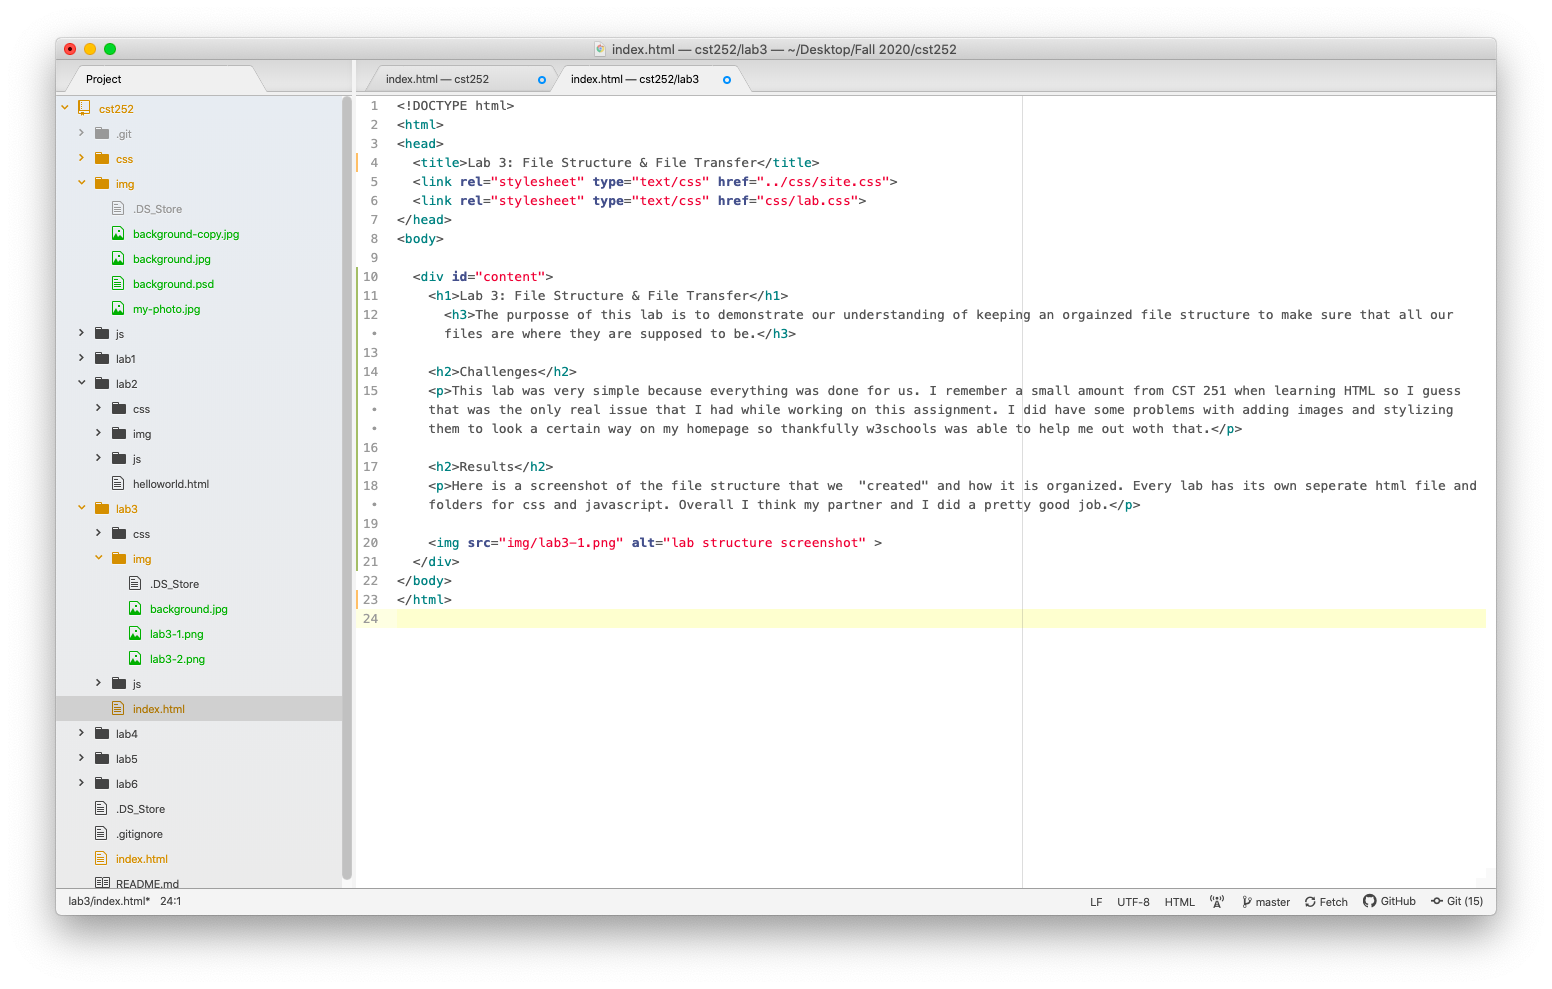 index.html — cst252/lab3 — ~/Desktop/Fall 2020/cst252
Project
index.html — cst252
index.html — cst252/lab3
cst252
.git
css
img
.DS_Store
background-copy.jpg
background.jpg
background.psd
my-photo.jpg
js
lab1
lab2
css
img
js
helloworld.html
lab3
css
img
.DS_Store
background.jpg
lab3-1.png
lab3-2.png
js
index.html
lab4
lab5
lab6
.DS_Store
.gitignore
index.html
README.md
1 <!DOCTYPE html>
2 <html>
3 <head>
4 <title>Lab 3: File Structure & File Transfer</title>
5 <link rel="stylesheet" type="text/css" href="../css/site.css">
6 <link rel="stylesheet" type="text/css" href="css/lab.css">
7 </head>
8 <body>
9
10 <div id="content">
11 <h1>Lab 3: File Structure & File Transfer</h1>
12 <h3>The purposse of this lab is to demonstrate our understanding of keeping an orgainzed file structure to make sure that all our
• files are where they are supposed to be.</h3>
13
14 <h2>Challenges</h2>
15 <p>This lab was very simple because everything was done for us. I remember a small amount from CST 251 when learning HTML so I guess
• that was the only real issue that I had while working on this assignment. I did have some problems with adding images and stylizing
• them to look a certain way on my homepage so thankfully w3schools was able to help me out woth that.</p>
16
17 <h2>Results</h2>
18 <p>Here is a screenshot of the file structure that we  "created" and how it is organized. Every lab has its own seperate html file and
• folders for css and javascript. Overall I think my partner and I did a pretty good job.</p>
19
20 <img src="img/lab3-1.png" alt="lab structure screenshot" >
21 </div>
22 </body>
23 </html>
24
lab3/index.html* 24:1
LF UTF-8 HTML master Fetch GitHub Git (15)